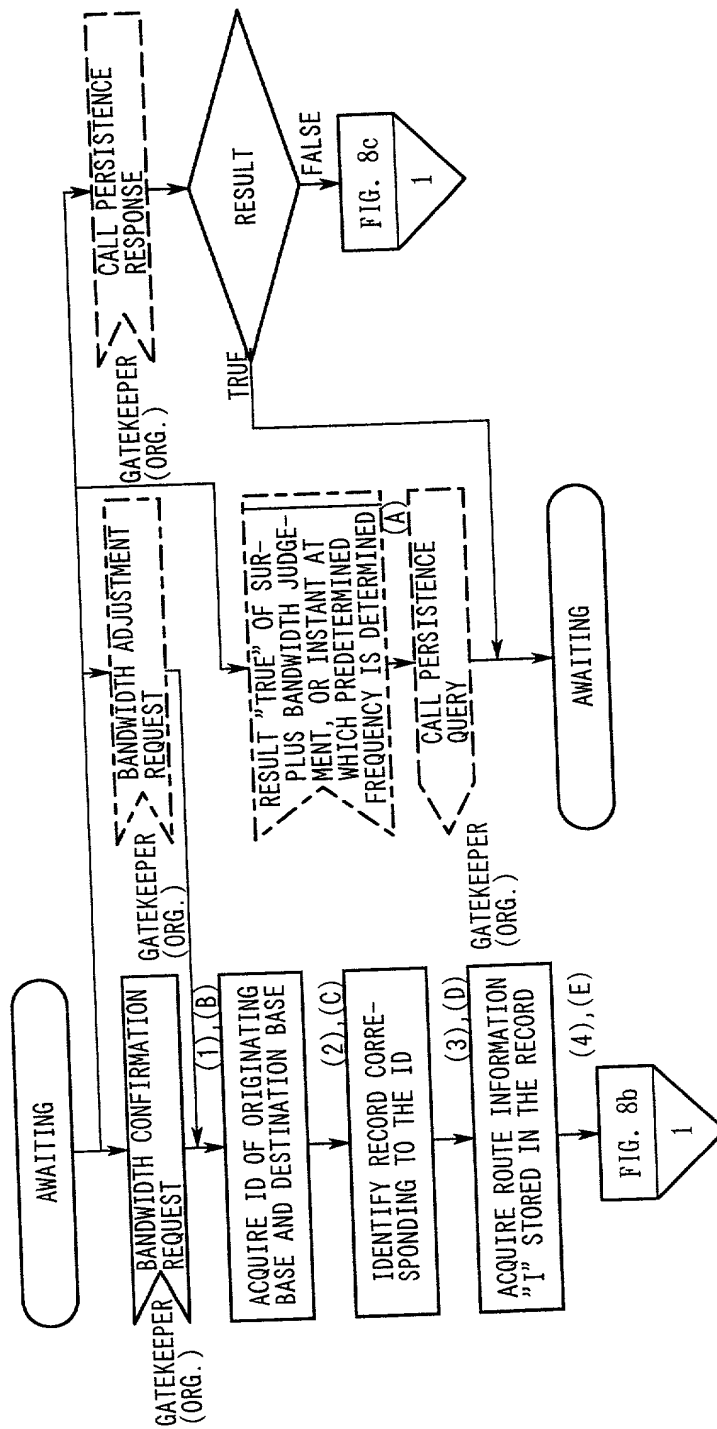 AWAITING
GATEKEEPER
(ORG.)
BANDWIDTH CONFIRMATION
REQUEST
(1),(B)
ACQUIRE ID OF ORIGINATING
BASE AND DESTINATION BASE
(2),(C)
IDENTIFY RECORD CORRE-
SPONDING TO THE ID
(3),(D)
ACQUIRE ROUTE INFORMATION
"I" STORED IN THE RECORD
(4),(E)
FIG. 8b
1
GATEKEEPER
(ORG.)
BANDWIDTH ADJUSTMENT
REQUEST
RESULT "TRUE" OF SUR-
PLUS BANDWIDTH JUDGE-
MENT, OR INSTANT AT
WHICH PREDETERMINED
FREQUENCY IS DETERMINED
(A)
GATEKEEPER
(ORG.)
CALL PERSISTENCE
QUERY
AWAITING
GATEKEEPER
(ORG.)
CALL PERSISTENCE
RESPONSE
RESULT
TRUE
FALSE
FIG. 8c
1